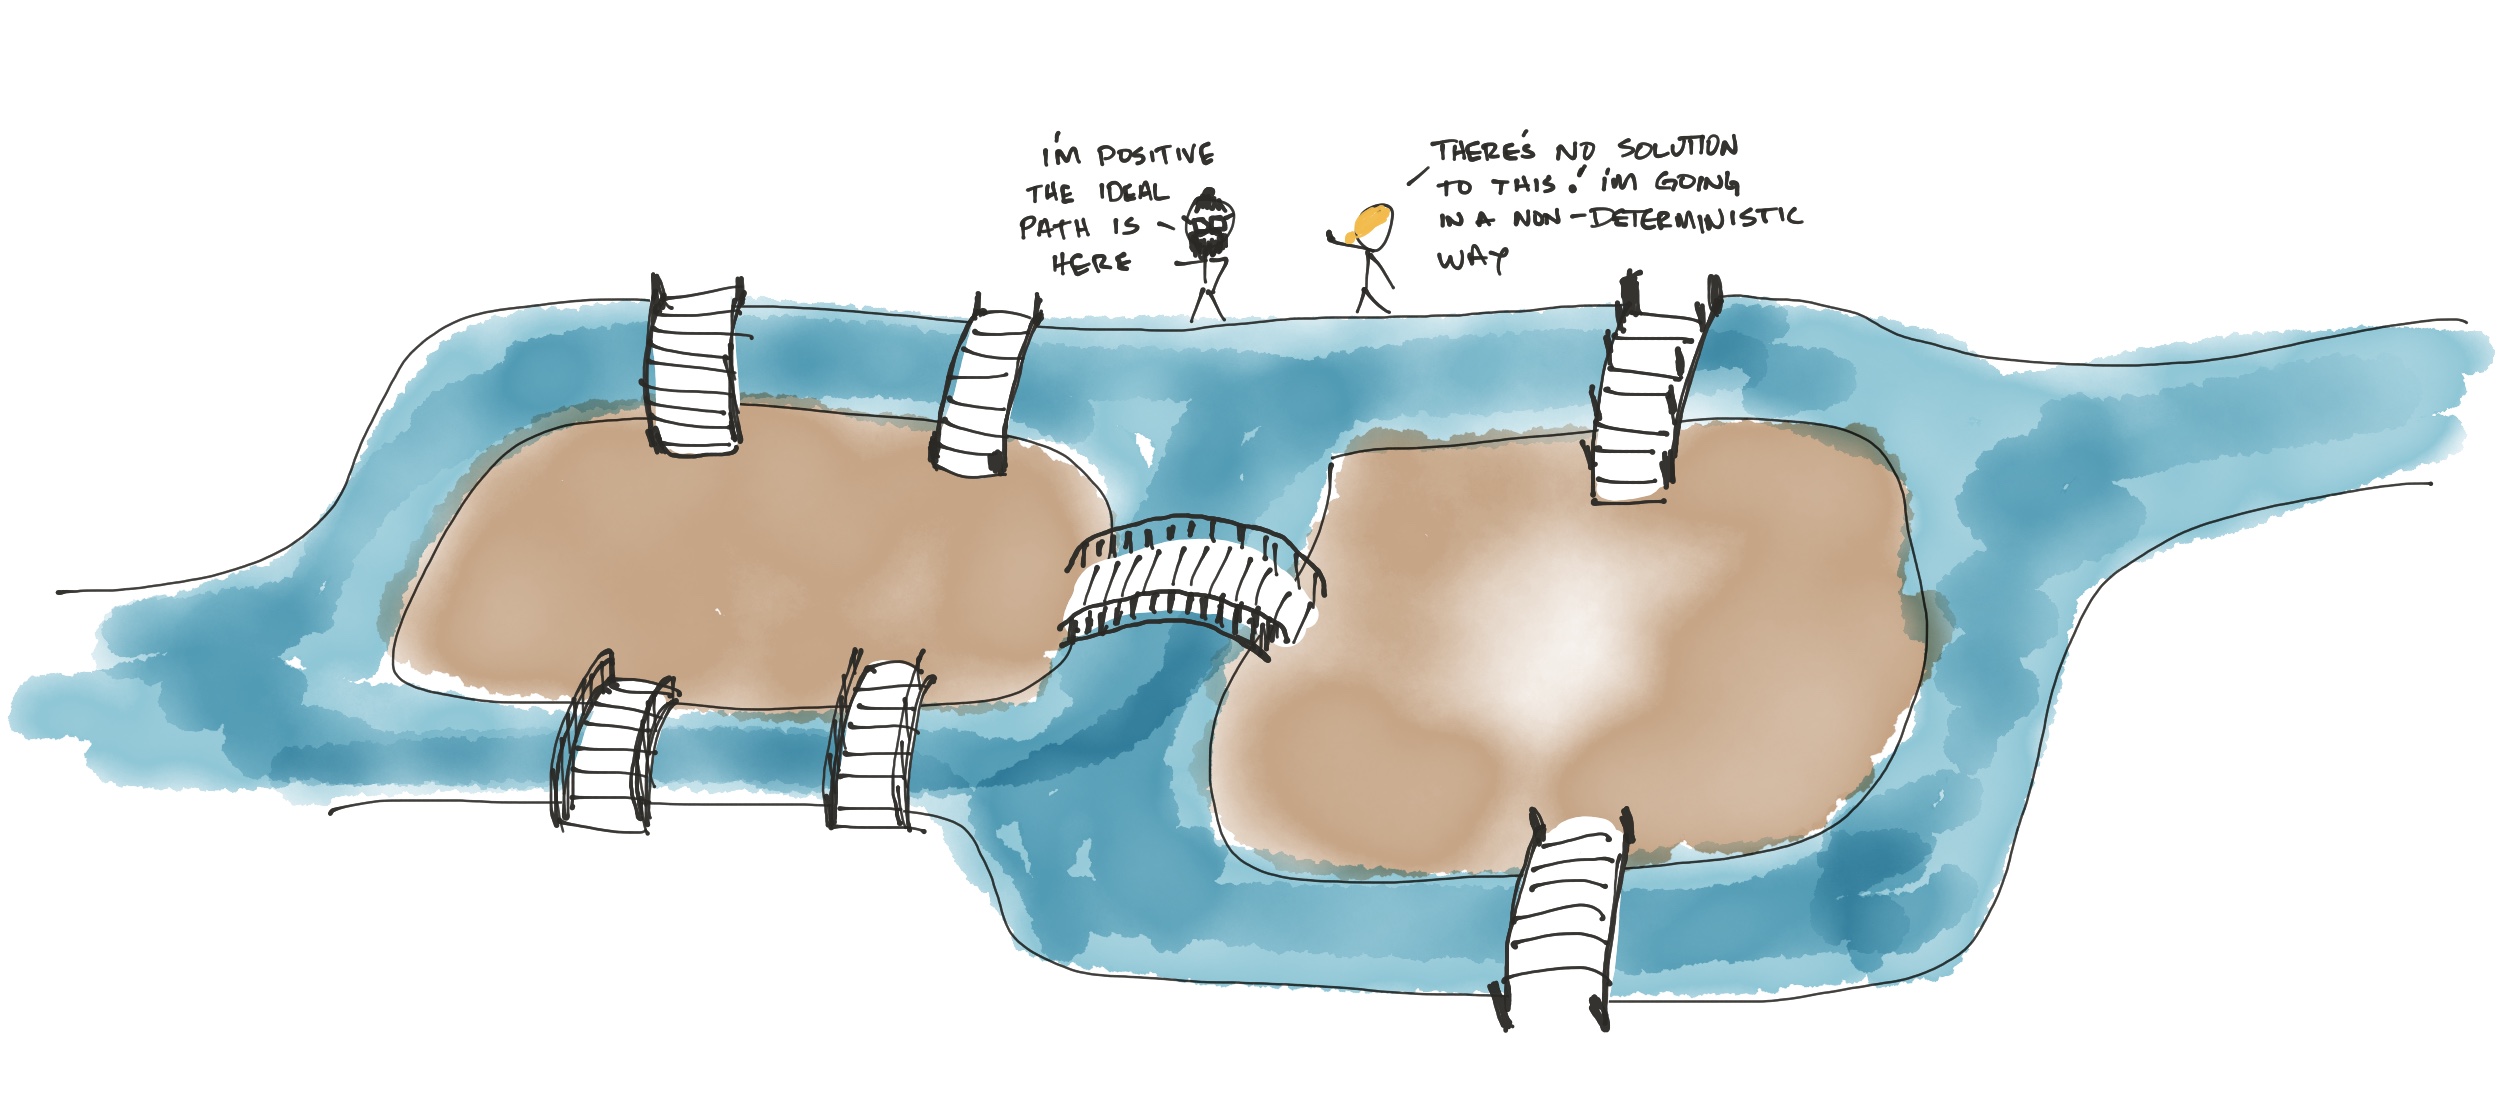 I'M POSITIVE
THE IDEAL
PATH IS
HERE
THERE'S NO SOLUTION
TO THIS! I'M GOING
IN A NON-DETERMINISTIC
WAY